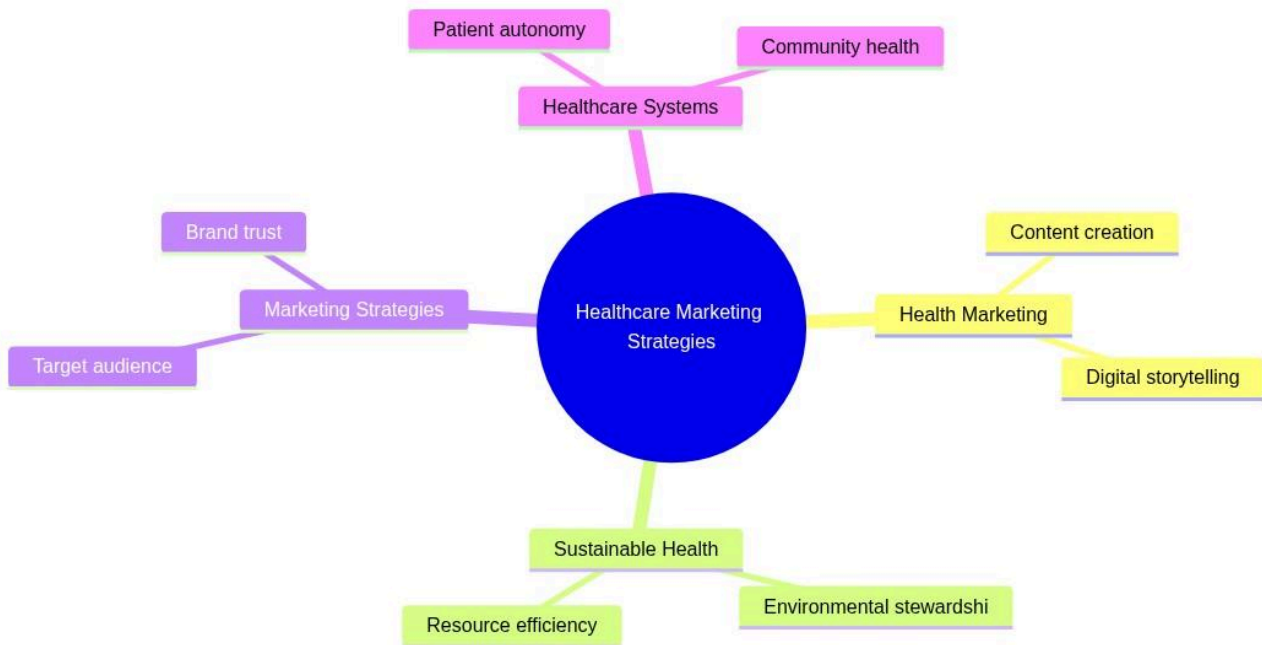 Patient autonomy
Community health
Healthcare Systems
Brand trust
Content creation
Marketing Strategies
Healthcare Marketing
Strategies
Health Marketing
Target audience
Digital storytelling
Sustainable Health
Environmental stewardshi
Resource efficiency